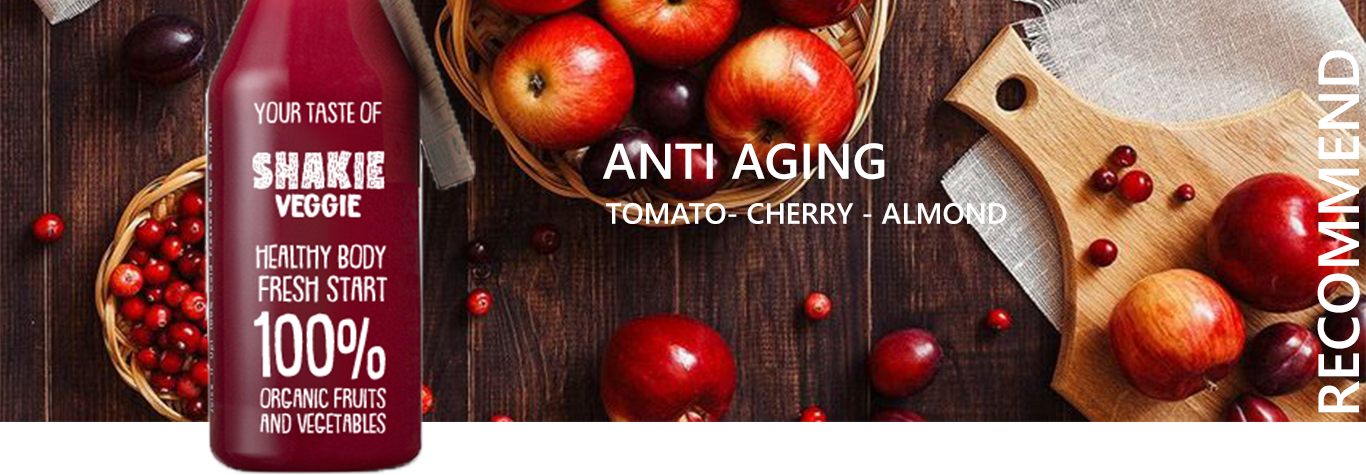 YOUR TASTE OF
SHAKIE
VEGGIE
HEALTHY BODY
FRESH START
100%
ORGANIC FRUITS
AND VEGETABLES
ANTI AGING
TOMATO- CHERRY - ALMOND
RECOMMEND